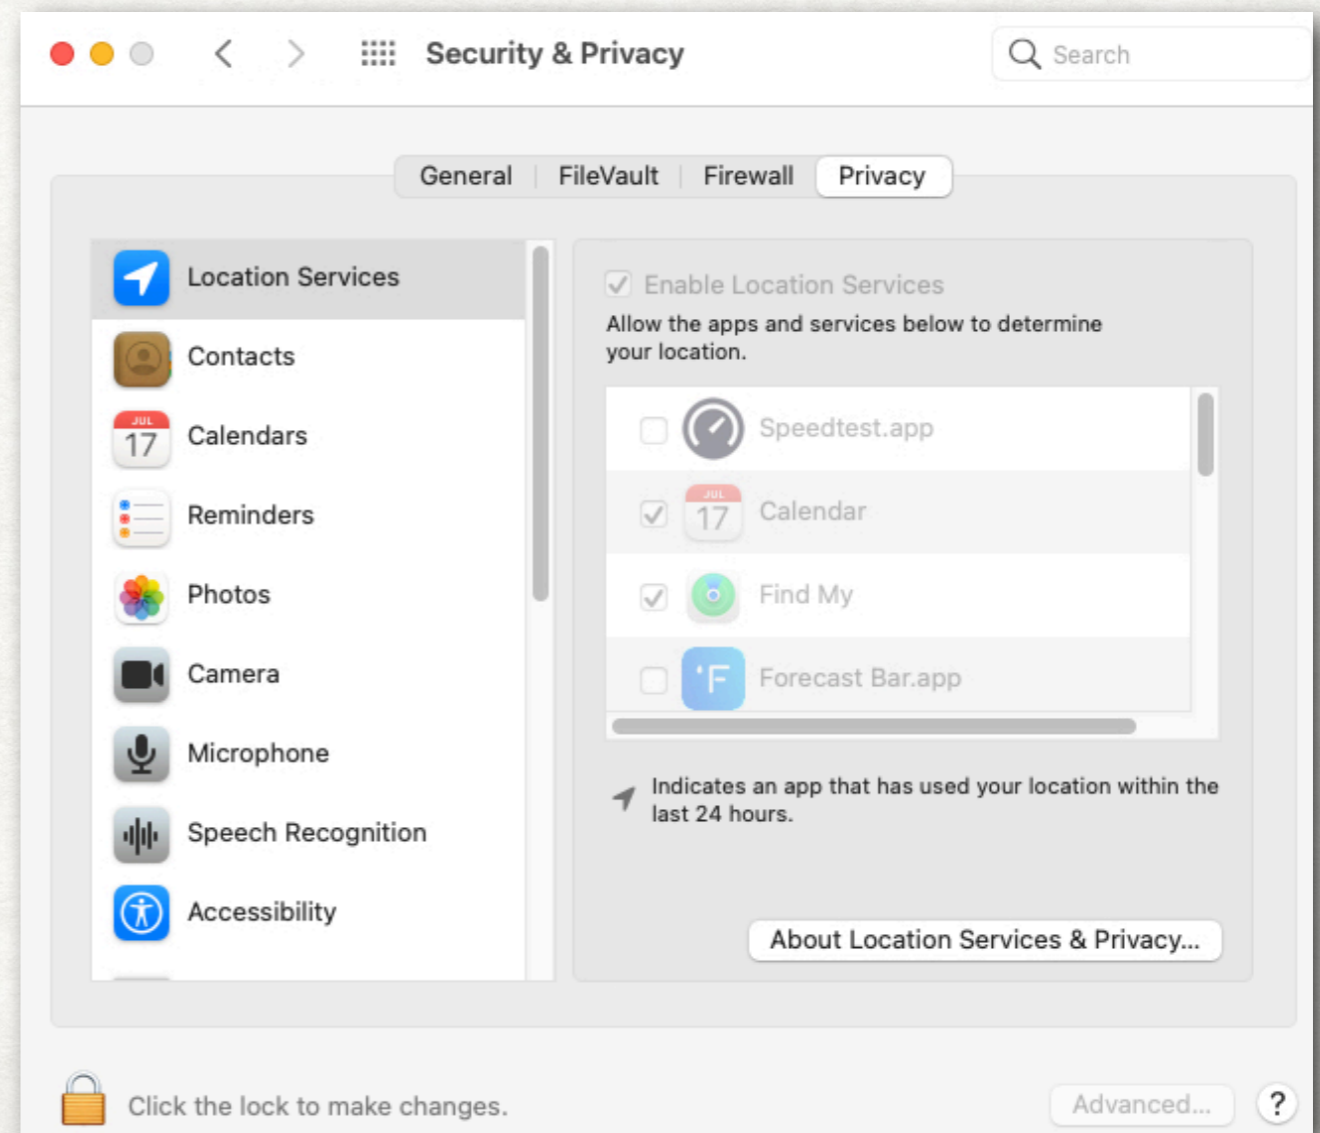 Security & Privacy
Search
General
FileVault
Firewall
Privacy
Location Services
Contacts
JUL
17
Calendars
Reminders
Photos
Camera
Microphone
Speech Recognition
Accessibility
Enable Location Services
Allow the apps and services below to determine
your location.
Speedtest.app
JUL
17
Calendar
Find My
°F
Forecast Bar.app
Indicates an app that has used your location within the
last 24 hours.
About Location Services & Privacy...
Click the lock to make changes.
Advanced...
?